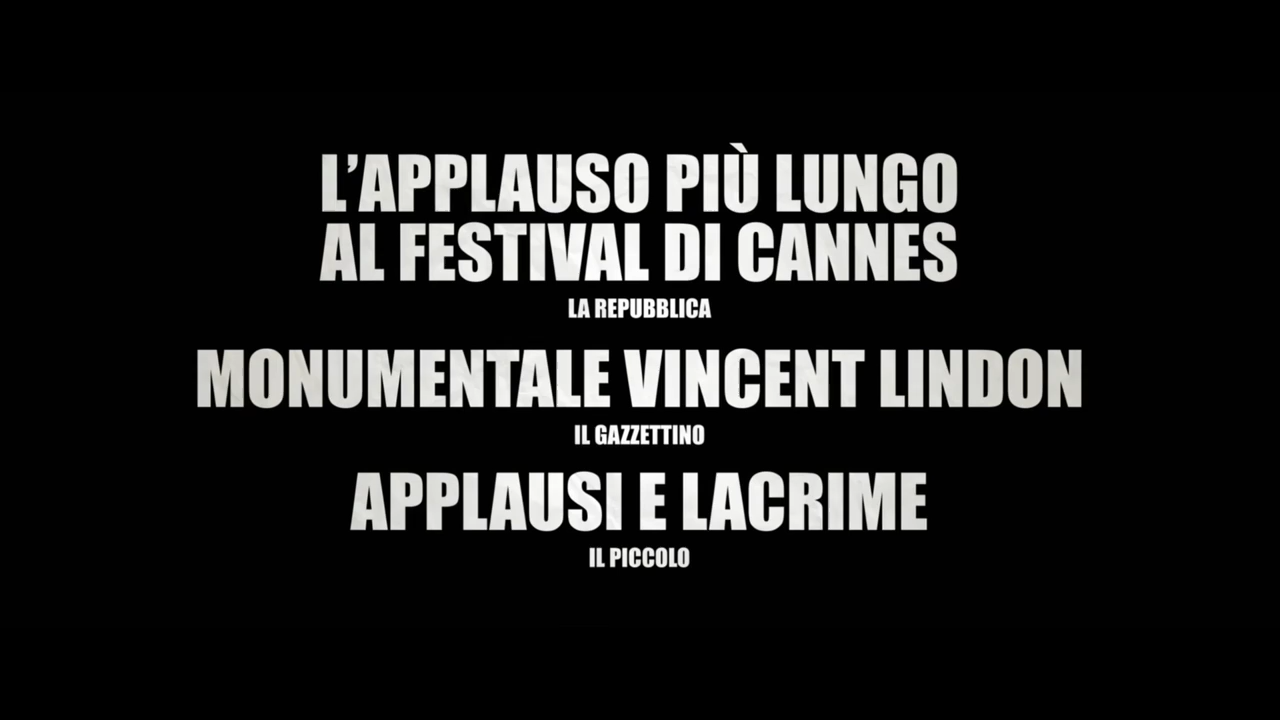 L'APPLAUSO PIÙ LUNGO
AL FESTIVAL DI CANNES
LA REPUBBLICA
MONUMENTALE VINCENT LINDON
IL GAZZETTINO
APPLAUSI E LACRIME
IL PICCOLO